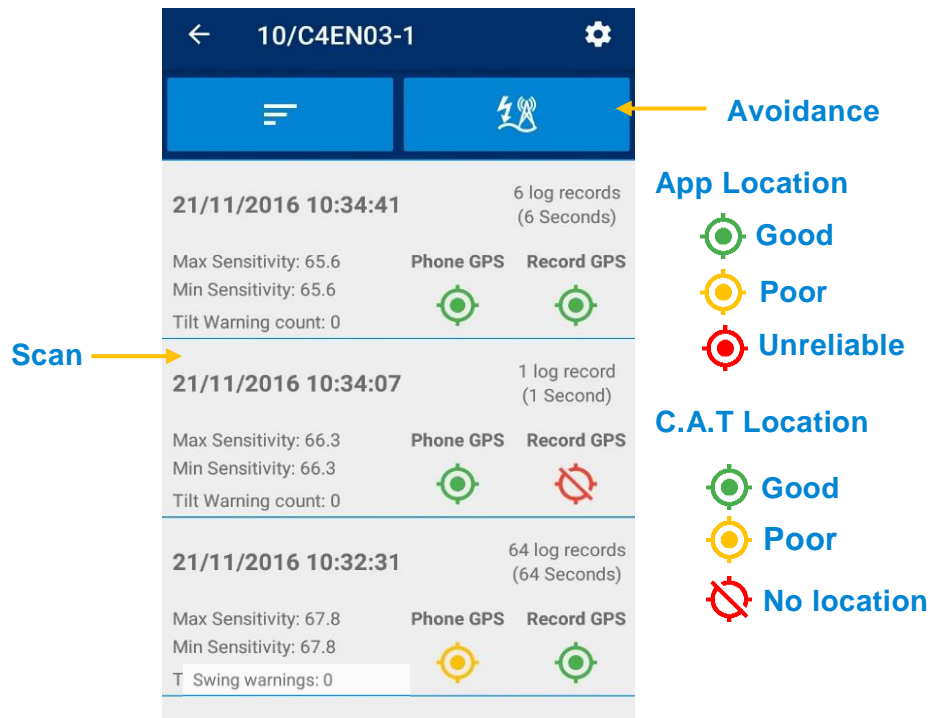 10/C4EN03-1
Avoidance
21/11/2016 10:34:41
6 log records
(6 Seconds)
Max Sensitivity: 65.6
Min Sensitivity: 65.6
Tilt Warning count: 0
Phone GPS
Record GPS
Scan
21/11/2016 10:34:07
1 log record
(1 Second)
Max Sensitivity: 66.3
Min Sensitivity: 66.3
Tilt Warning count: 0
Phone GPS
Record GPS
21/11/2016 10:32:31
64 log records
(64 Seconds)
Max Sensitivity: 67.8
Min Sensitivity: 67.8
T Swing warnings: 0
Phone GPS
Record GPS
App Location
Good
Poor
Unreliable
C.A.T Location
Good
Poor
No location